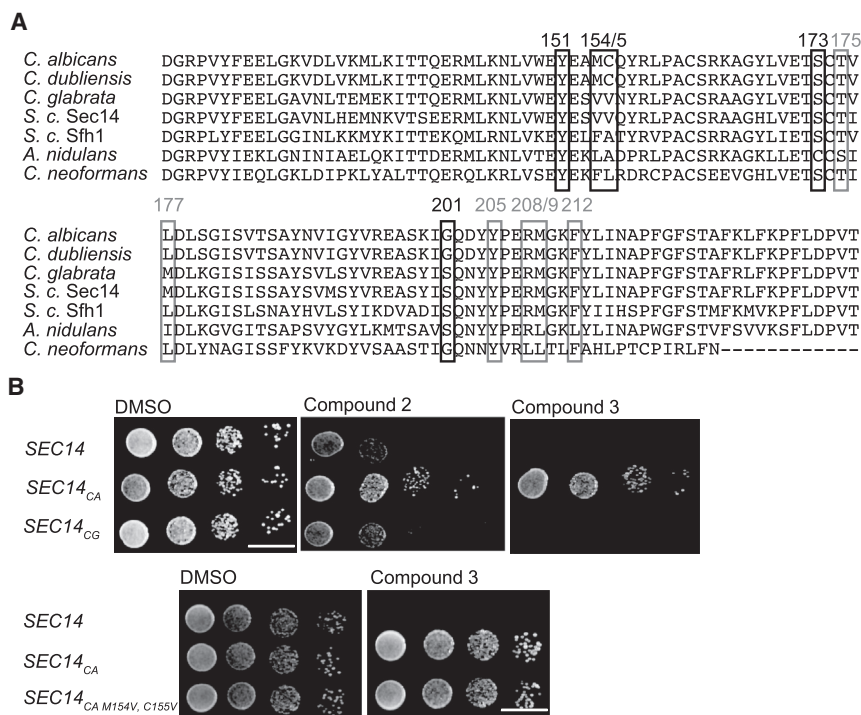 A
151 154/5 173 175
C. albicans DGRPVYFEELGKVDLVKMLKITTQERMLKNLVWEYEAMCQYRLPACSRKAGYLVETSCTV
C. dubliensis DGRPVYFEELGKVDLVKMLKITTQERMLKNLVWEYEAMCQYRLPACSRKAGYLVETSCTV
C. glabrata DGRPVYFEELGAVNLTEMEKITTQERMLKNLVWEYESVVNYRLPACSRAAGYLVETSCTV
S. c. Sec14 DGRPVYFEELGAVNLHEMNKVTSEERMLKNLVWEYESVVQYRLPACSRAAGHLVETSCTI
S. c. Sfh1 DGRPLYFEELGGINLKKMYKITTEKQMLRNLVKEYELFATYRVPACSRRAGYLIETSCTV
A. nidulans DGRPVYIEKLGNINIAELQKITTDERMLKNLVTEYEKLADPRLPACSRKAGKLLETCCSI
C. neoformans DGRPVYIEQLGKLDIPKLYALTTQERQLKRLVSEYEKFLRDRCPACSEEVGHLVETSCTI
177 201 205 208/9 212
C. albicans LDLSGISVTSAYNVIGYVREASKIGQDYYPERMGKFYLINAPFGFSTAFKLFKPFLDPVT
C. dubliensis LDLSGISVTSAYNVIGYVREASKIGQDYYPERMGKFYLINAPFGFSTAFKLFKPFLDPVT
C. glabrata MDLKGISISSAYSVLSYVREASYISQNYYPERMGKFYLINAPFGFSTAFRLFKPFLDPVT
S. c. Sec14 MDLKGISISSAYSVMSYVREASYISQNYYPERMGKFYLINAPFGFSTAFRLFKPFLDPVT
S. c. Sfh1 LDLKGISLSNAYHVLSYIKDVADISQNYYPERMGKFYIIHSPFGFSTMFKMVKPFLDPVT
A. nidulans IDLKGVGITSAPSVYGYLKMTSAVSQNYYPERLGKLYLINAPWGFSTVFSVVKSFLDPVT
C. neoformans LDLYNAGISSFYKVKDYVSAASTIGQNNYVRLLTLFAHLPTCPIRLFN------------
B
DMSO Compound 2 Compound 3
SEC14
SEC14CA
SEC14CG
DMSO Compound 3
SEC14
SEC14CA
SEC14CA M154V, C155V